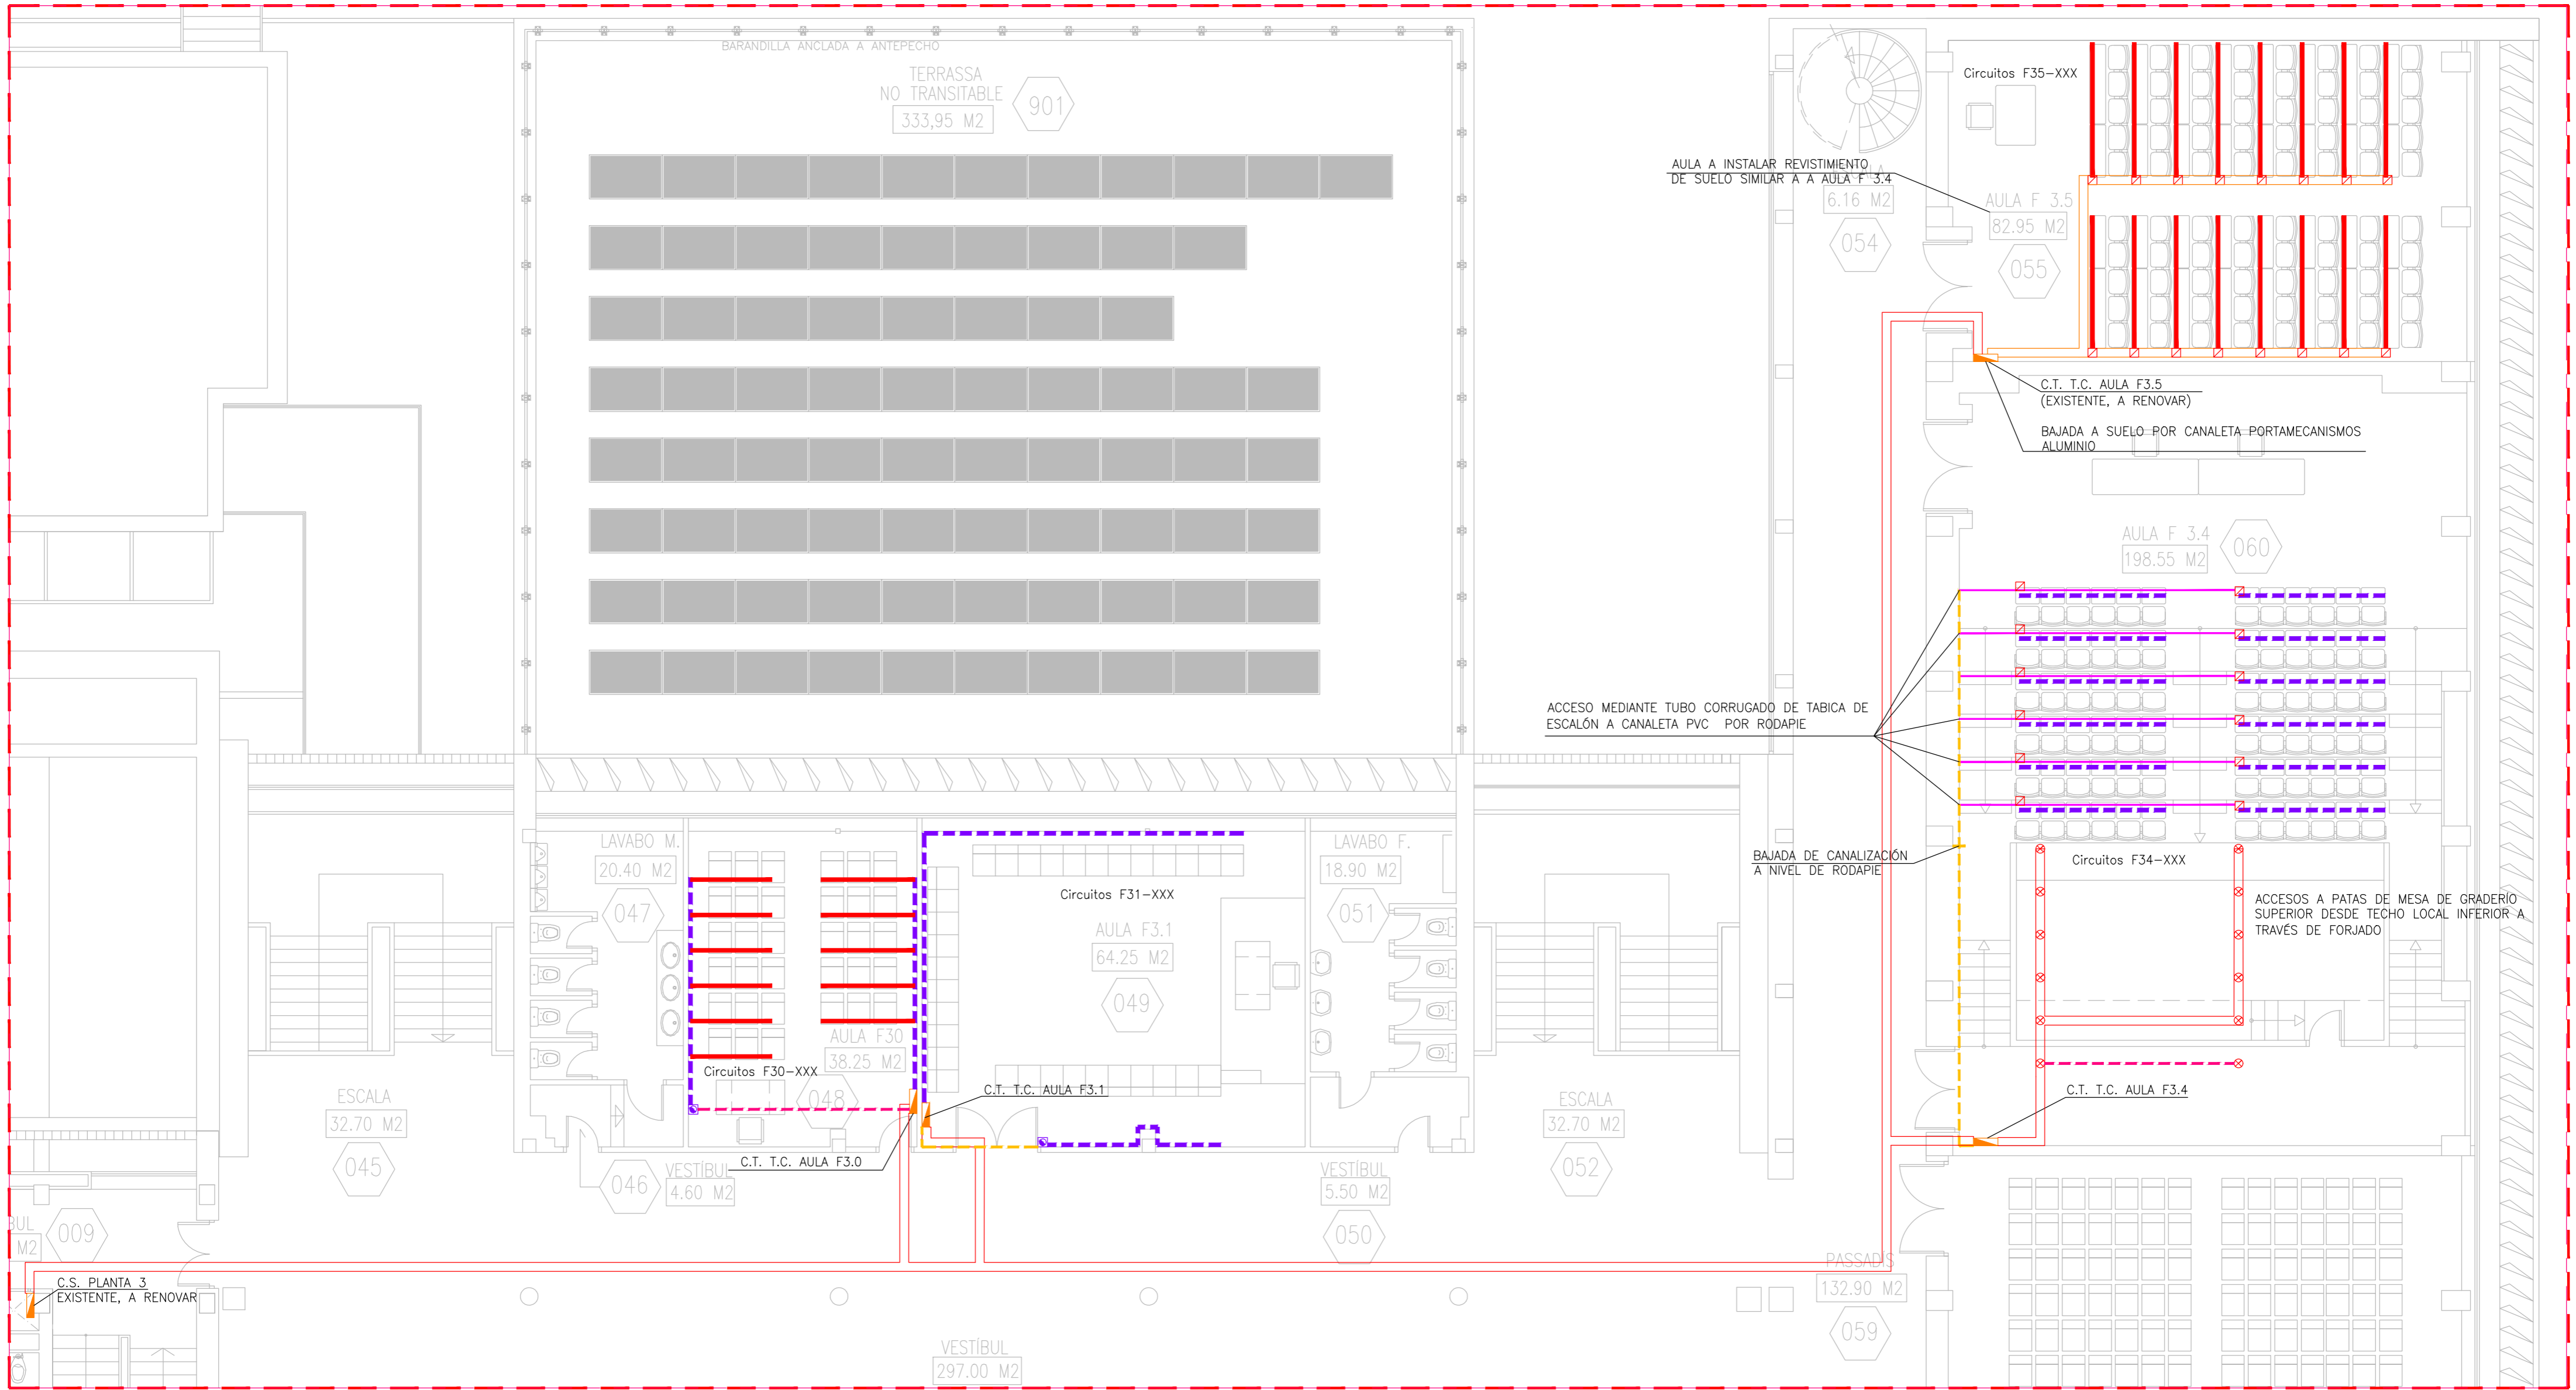 BARANDILLA ANCLADA A ANTEPECHO
TERRASSA
NO TRANSITABLE
333,95 M2
901
Circuitos F35-XXX
AULA A INSTALAR REVISTIMIENTO
DE SUELO SIMILAR A A AULA F 3.4
6.16 M2
054
AULA F 3.5
82.95 M2
055
C.T. T.C. AULA F3.5
(EXISTENTE, A RENOVAR)
BAJADA A SUELO POR CANALETA PORTAMECANISMOS
ALUMINIO
AULA F 3.4
198.55 M2
060
ACCESO MEDIANTE TUBO CORRUGADO DE TABICA DE
ESCALÓN A CANALETA PVC POR RODAPIE
BAJADA DE CANALIZACIÓN
A NIVEL DE RODAPIE
Circuitos F34-XXX
ACCESOS A PATAS DE MESA DE GRADERÍO
SUPERIOR DESDE TECHO LOCAL INFERIOR A
TRAVÉS DE FORJADO
C.T. T.C. AULA F3.4
LAVABO M.
20.40 M2
047
Circuitos F31-XXX
AULA F3.1
64.25 M2
049
LAVABO F.
18.90 M2
051
AULA F30
38.25 M2
Circuitos F30-XXX
048
C.T. T.C. AULA F3.1
C.T. T.C. AULA F3.0
ESCALA
32.70 M2
045
046
VESTÍBUL
4.60 M2
VESTÍBUL
5.50 M2
050
ESCALA
32.70 M2
052
BUL
M2
009
C.S. PLANTA 3
EXISTENTE, A RENOVAR
PASSADÍS
132.90 M2
059
VESTÍBUL
297.00 M2